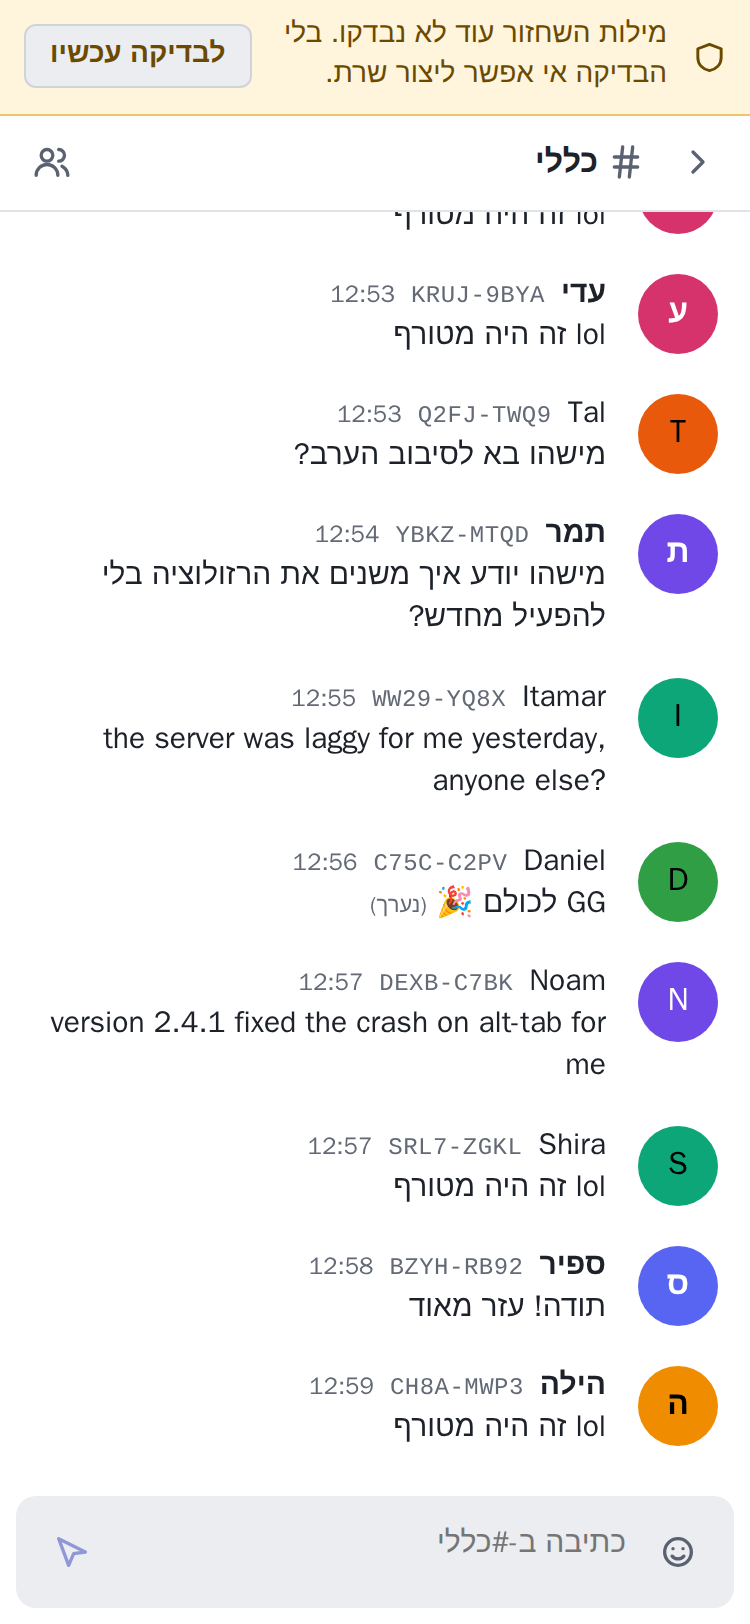 מילות השחזור עוד לא נבדקו. בלי
הבדיקה אי אפשר ליצור שרת.
לבדיקה עכשיו
# כללי
lol זה היה מטורף
ע
עדי KRUJ-9BYA 12:53
lol זה היה מטורף
T
Tal Q2FJ-TWQ9 12:53
מישהו בא לסיבוב הערב?
ת
תמר YBKZ-MTQD 12:54
מישהו יודע איך משנים את הרזולוציה בלי
להפעיל מחדש?
I
Itamar WW29-YQ8X 12:55
the server was laggy for me yesterday,
anyone else?
D
Daniel C75C-C2PV 12:56
GG לכולם 🎉 (נערך)
N
Noam DEXB-C7BK 12:57
version 2.4.1 fixed the crash on alt-tab for
me
S
Shira SRL7-ZGKL 12:57
lol זה היה מטורף
ס
ספיר BZYH-RB92 12:58
תודה! עזר מאוד
ה
הילה CH8A-MWP3 12:59
lol זה היה מטורף
כתיבה ב-#כללי